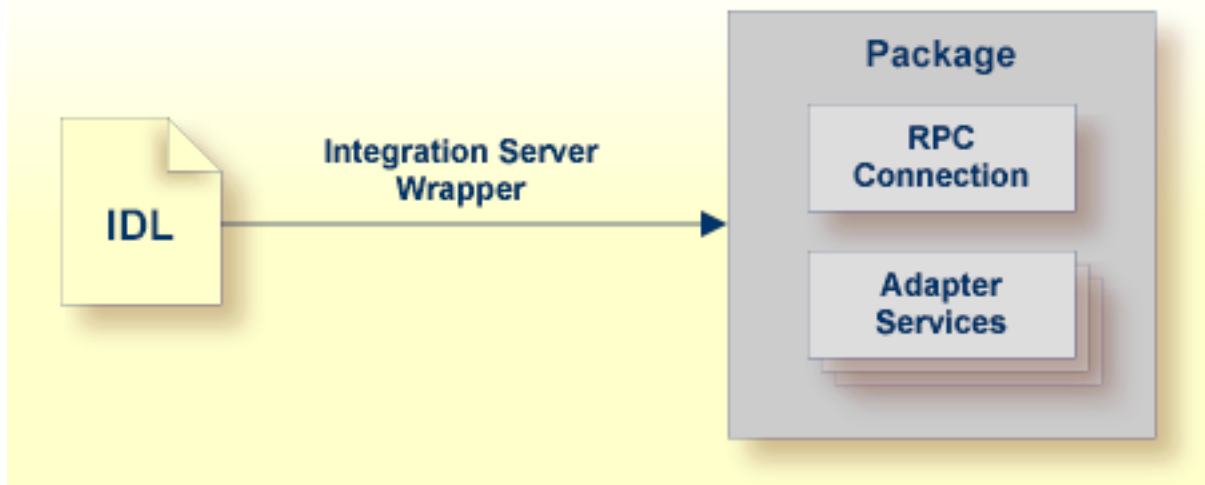 IDL
Integration Server
Wrapper
Package
RPC
Connection
Adapter
Services